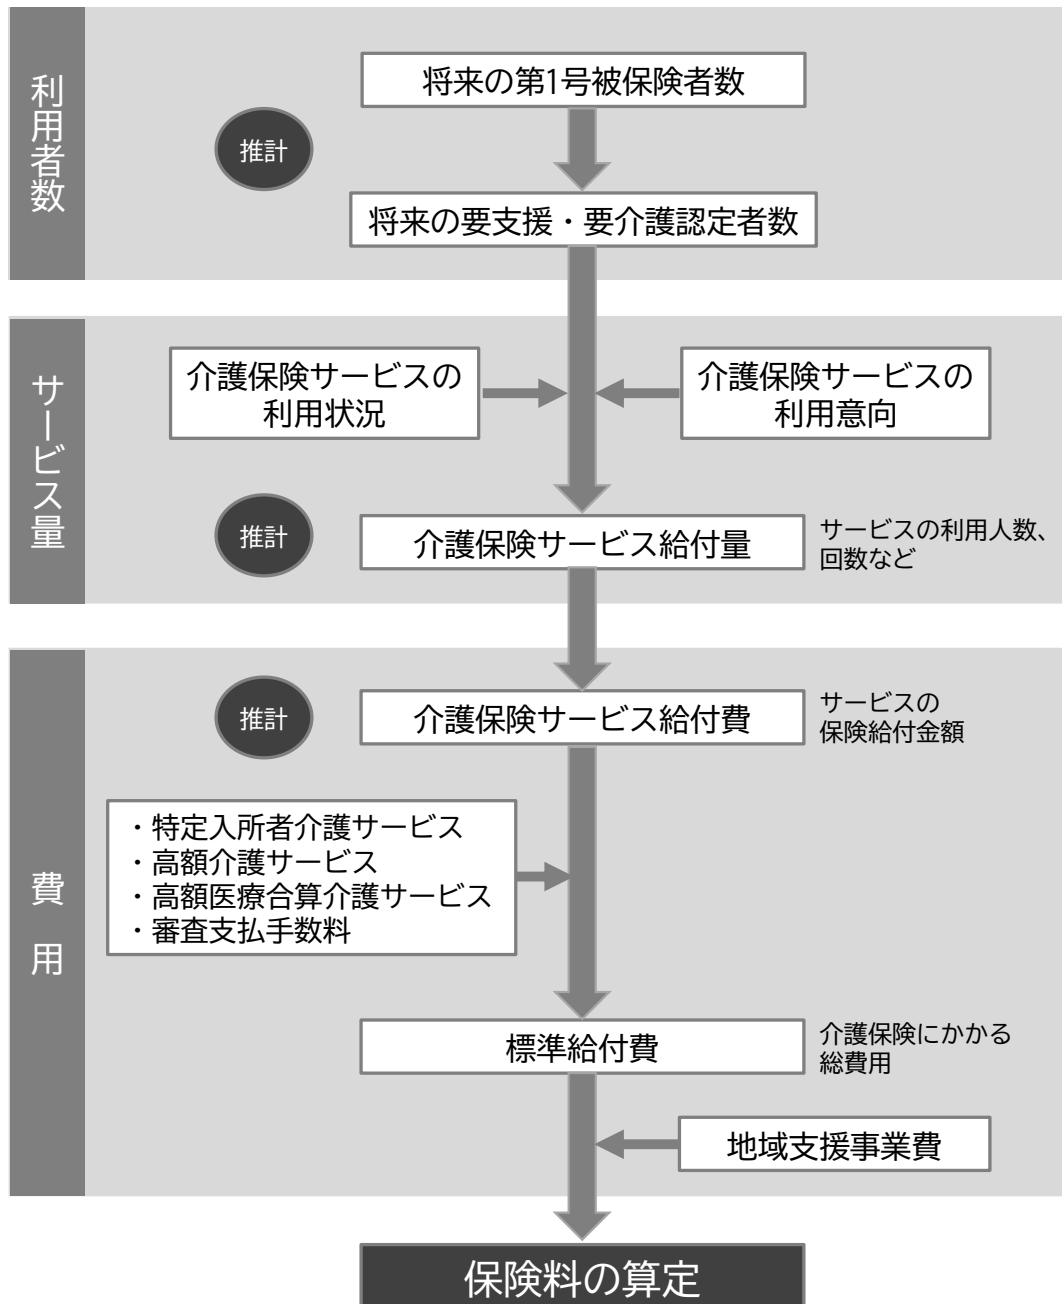 利用者数
将来の第1号被保険者数
推計
将来の要支援・要介護認定者数
サービス量
介護保険サービスの
利用状況
介護保険サービスの
利用意向
推計
介護保険サービス給付量
サービスの利用人数、
回数など
費用
推計
介護保険サービス給付費
サービスの
保険給付金額
・特定入所者介護サービス
・高額介護サービス
・高額医療合算介護サービス
・審査支払手数料
標準給付費
介護保険にかかる
総費用
地域支援事業費
保険料の算定